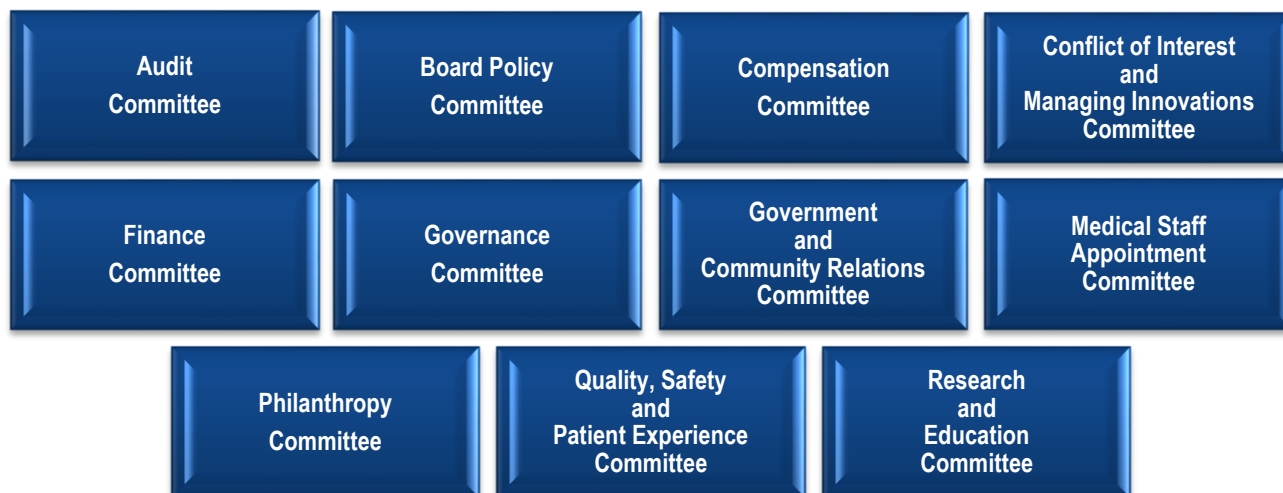 Audit
Committee
Board Policy
Committee
Compensation
Committee
Conflict of Interest
and
Managing Innovations
Committee
Finance
Committee
Governance
Committee
Government
and
Community Relations
Committee
Medical Staff
Appointment
Committee
Philanthropy
Committee
Quality, Safety
and
Patient Experience
Committee
Research
and
Education
Committee